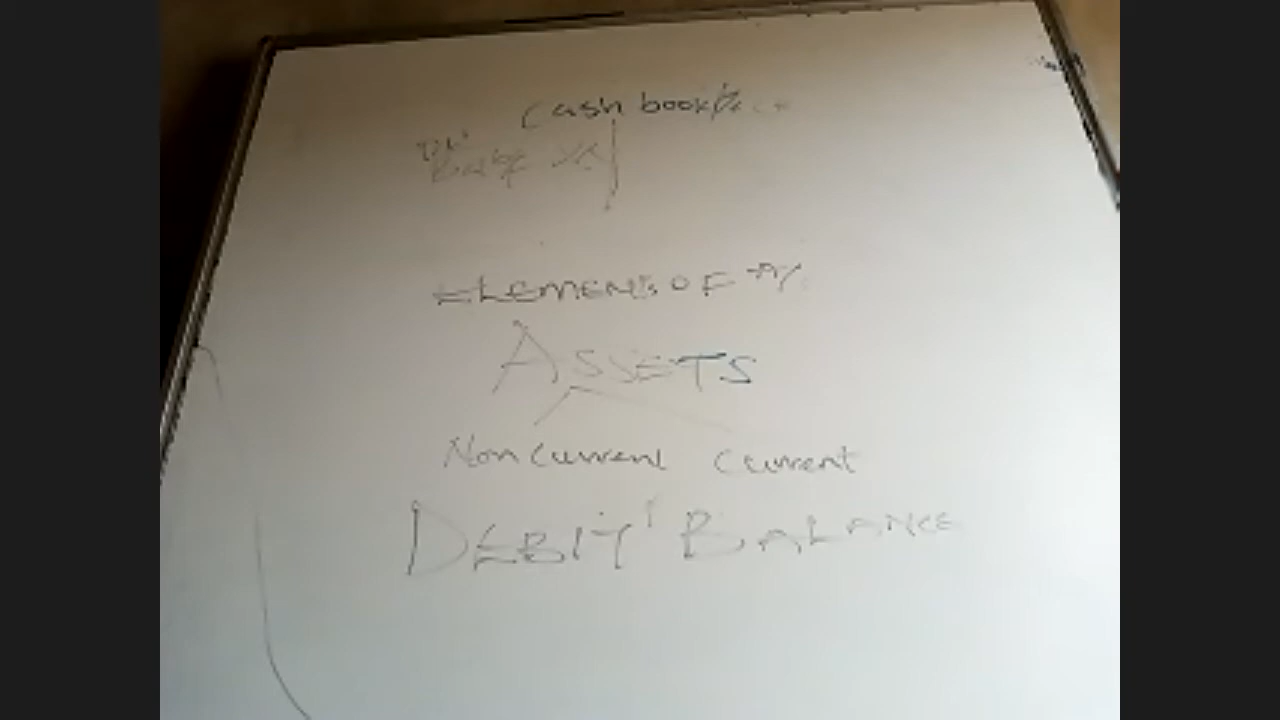 Cash book
ELEMENTS OF A/C
ASSETS
Non current current
DEBIT BALANCE